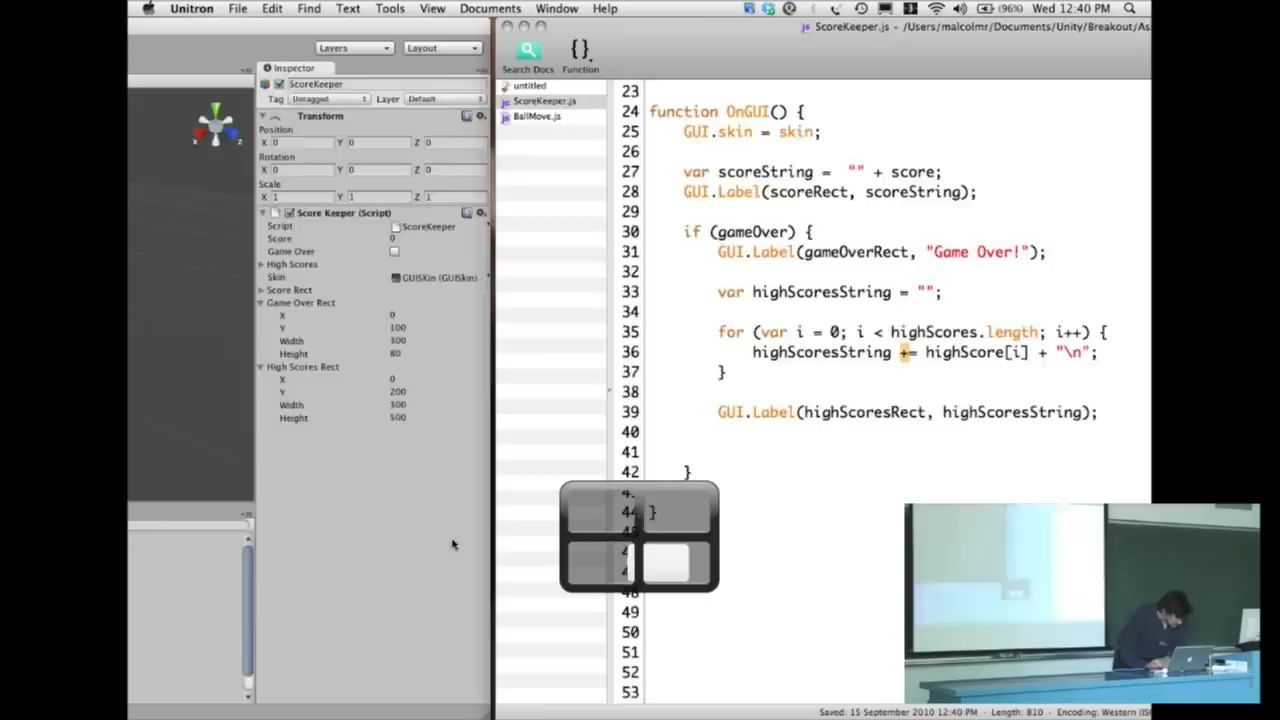 Unitron File Edit Find Text Tools View Documents Window Help
(96%) Wed 12:40 PM
ScoreKeeper.js - /Users/malcolmr/Documents/Unity/Breakout/As
Layers Layout
Search Docs Function
Inspector
ScoreKeeper
Tag Untagged Layer Default
Transform
Position
X 0 Y 0 Z 0
Rotation
X 0 Y 0 Z 0
Scale
X 1 Y 1 Z 1
Score Keeper (Script)
Script ScoreKeeper
Score 0
Game Over
High Scores
Skin GUISKin (GUISkin)
Score Rect
Game Over Rect
X 0
Y 100
Width 300
Height 80
High Scores Rect
X 0
Y 200
Width 300
Height 500
untitled
ScoreKeeper.js
BallMove.js
23
24 function OnGUI() {
25 GUI.skin = skin;
26
27 var scoreString = "" + score;
28 GUI.Label(scoreRect, scoreString);
29
30 if (gameOver) {
31 GUI.Label(gameOverRect, "Game Over!");
32
33 var highScoresString = "";
34
35 for (var i = 0; i < highScores.length; i++) {
36 highScoresString += highScore[i] + "\n";
37 }
38
39 GUI.Label(highScoresRect, highScoresString);
40
41
42 }
44 }
48
49
50
51
52
53
Saved: 15 September 2010 12:40 PM Length: 810 Encoding: Western (IS